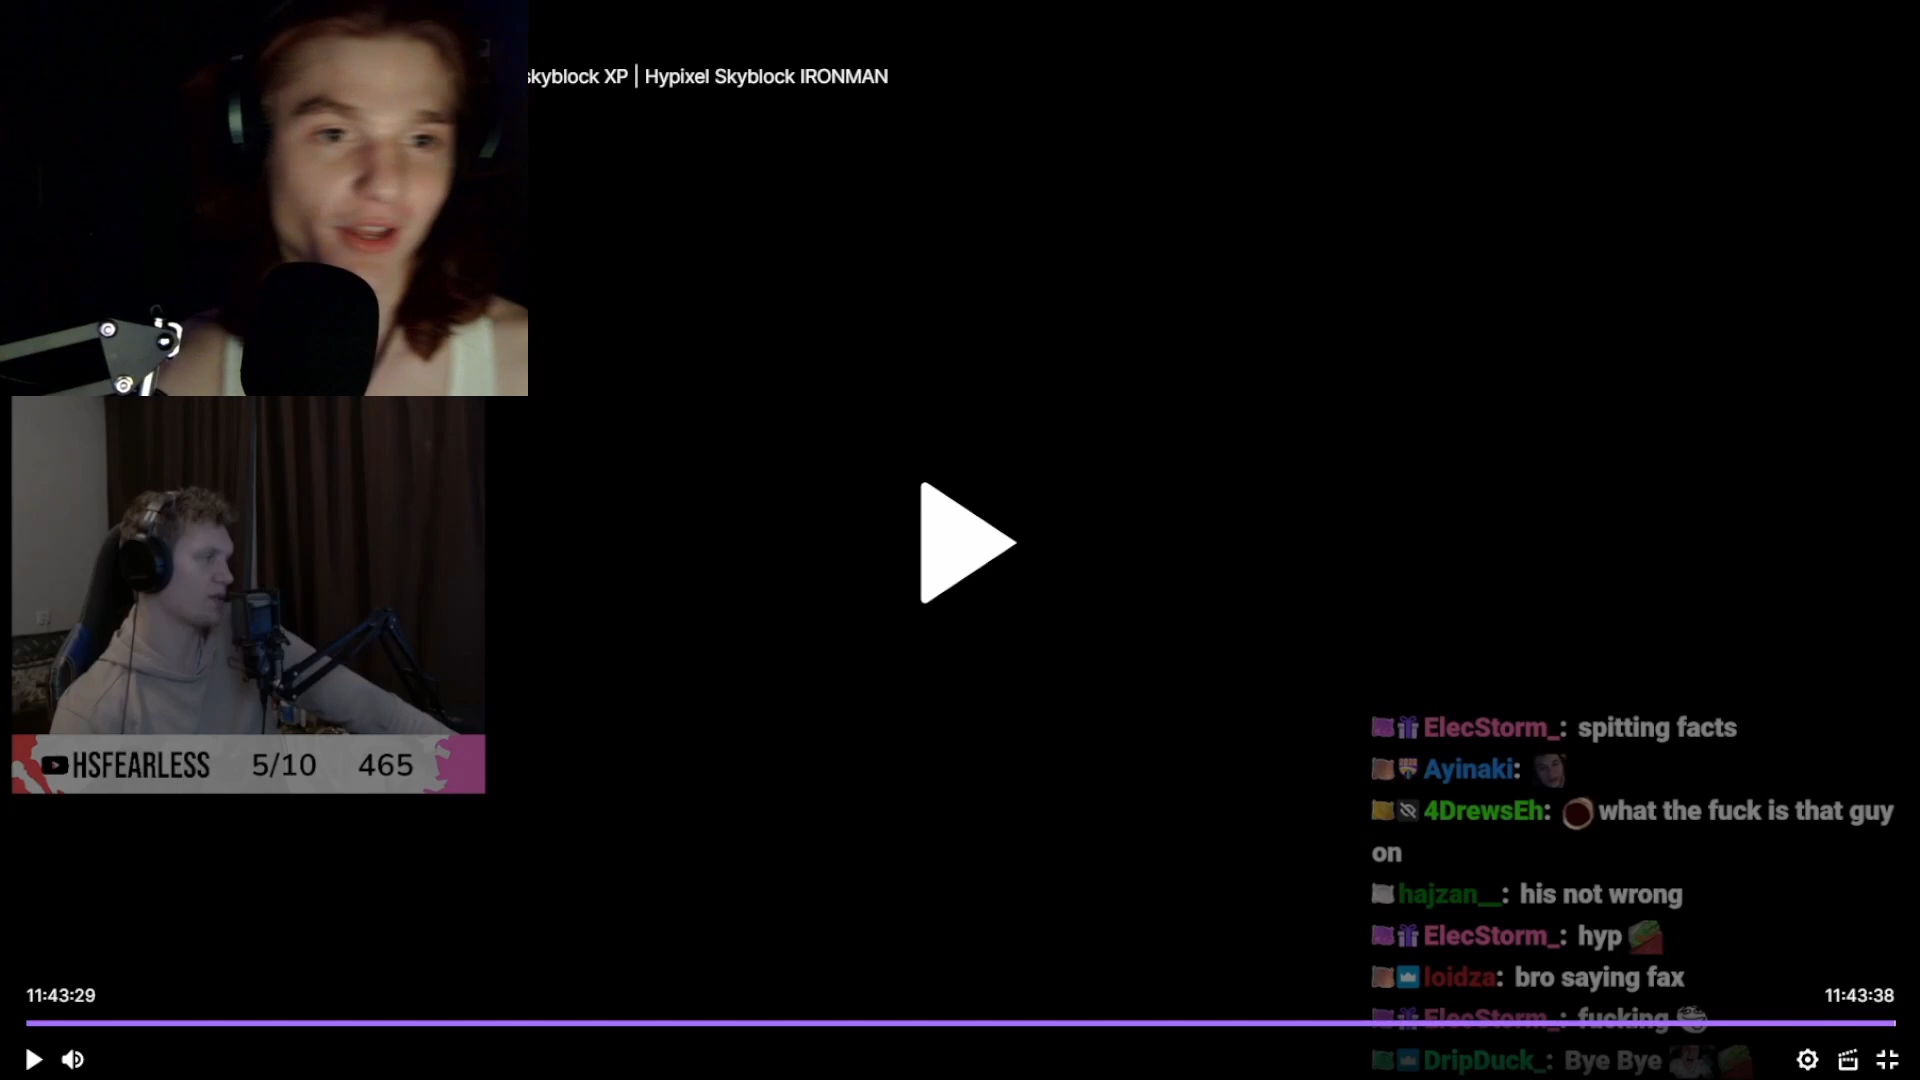 skyblock XP | Hypixel Skyblock IRONMAN
HSFEARLESS 5/10 465
ElecStorm_: spitting facts
Ayinaki:
4DrewsEh: what the fuck is that guy
on
hajzan__: his not wrong
ElecStorm_: hyp
loidza: bro saying fax
11:43:29
11:43:38
ElecStorm_: fucking
DripDuck_: Bye Bye